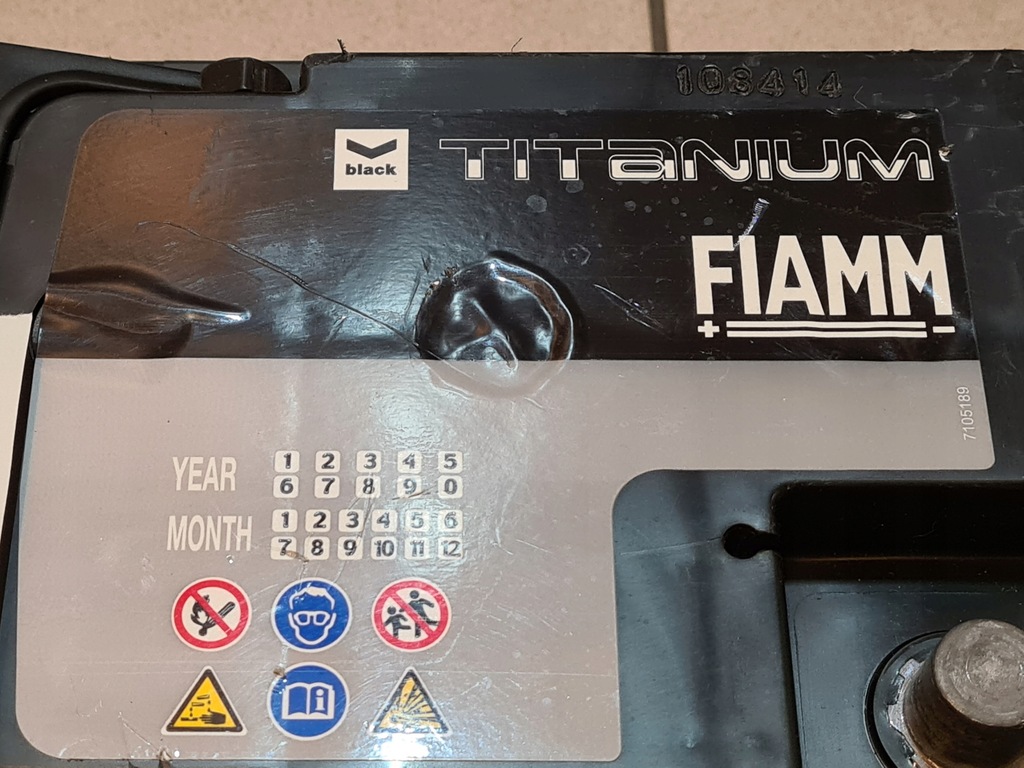 103414
black
TITANIUM
FIAMM
+ −
7105189
YEAR 1 2 3 4 5
6 7 8 9 0
MONTH 1 2 3 4 5 6
7 8 9 10 11 12
i